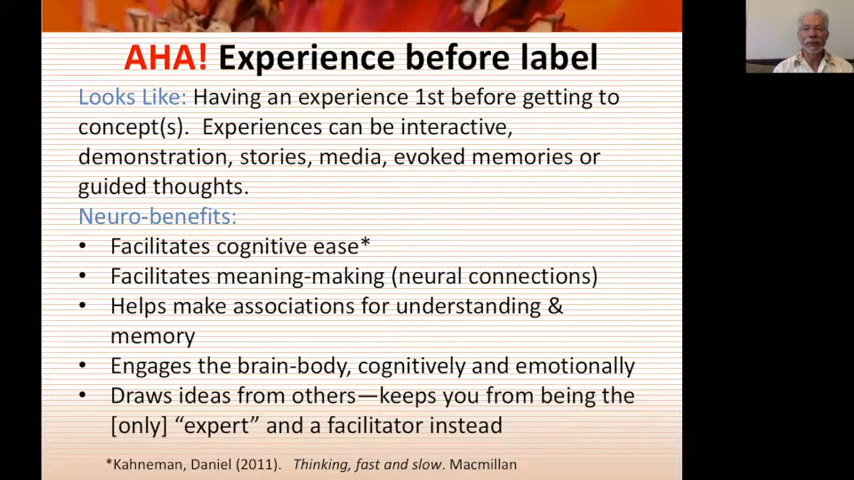 AHA! Experience before label
Looks Like: Having an experience 1st before getting to
concept(s).  Experiences can be interactive,
demonstration, stories, media, evoked memories or
guided thoughts.
Neuro-benefits:
• Facilitates cognitive ease*
• Facilitates meaning-making (neural connections)
• Helps make associations for understanding &
memory
• Engages the brain-body, cognitively and emotionally
• Draws ideas from others—keeps you from being the
[only] “expert” and a facilitator instead
*Kahneman, Daniel (2011).   Thinking, fast and slow. Macmillan